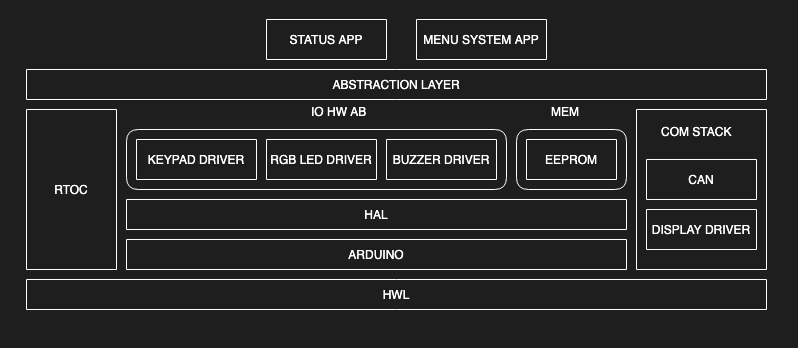 STATUS APP
MENU SYSTEM APP
ABSTRACTION LAYER
IO HW AB
MEM
COM STACK
KEYPAD DRIVER
RGB LED DRIVER
BUZZER DRIVER
EEPROM
CAN
RTOC
HAL
DISPLAY DRIVER
ARDUINO
HWL